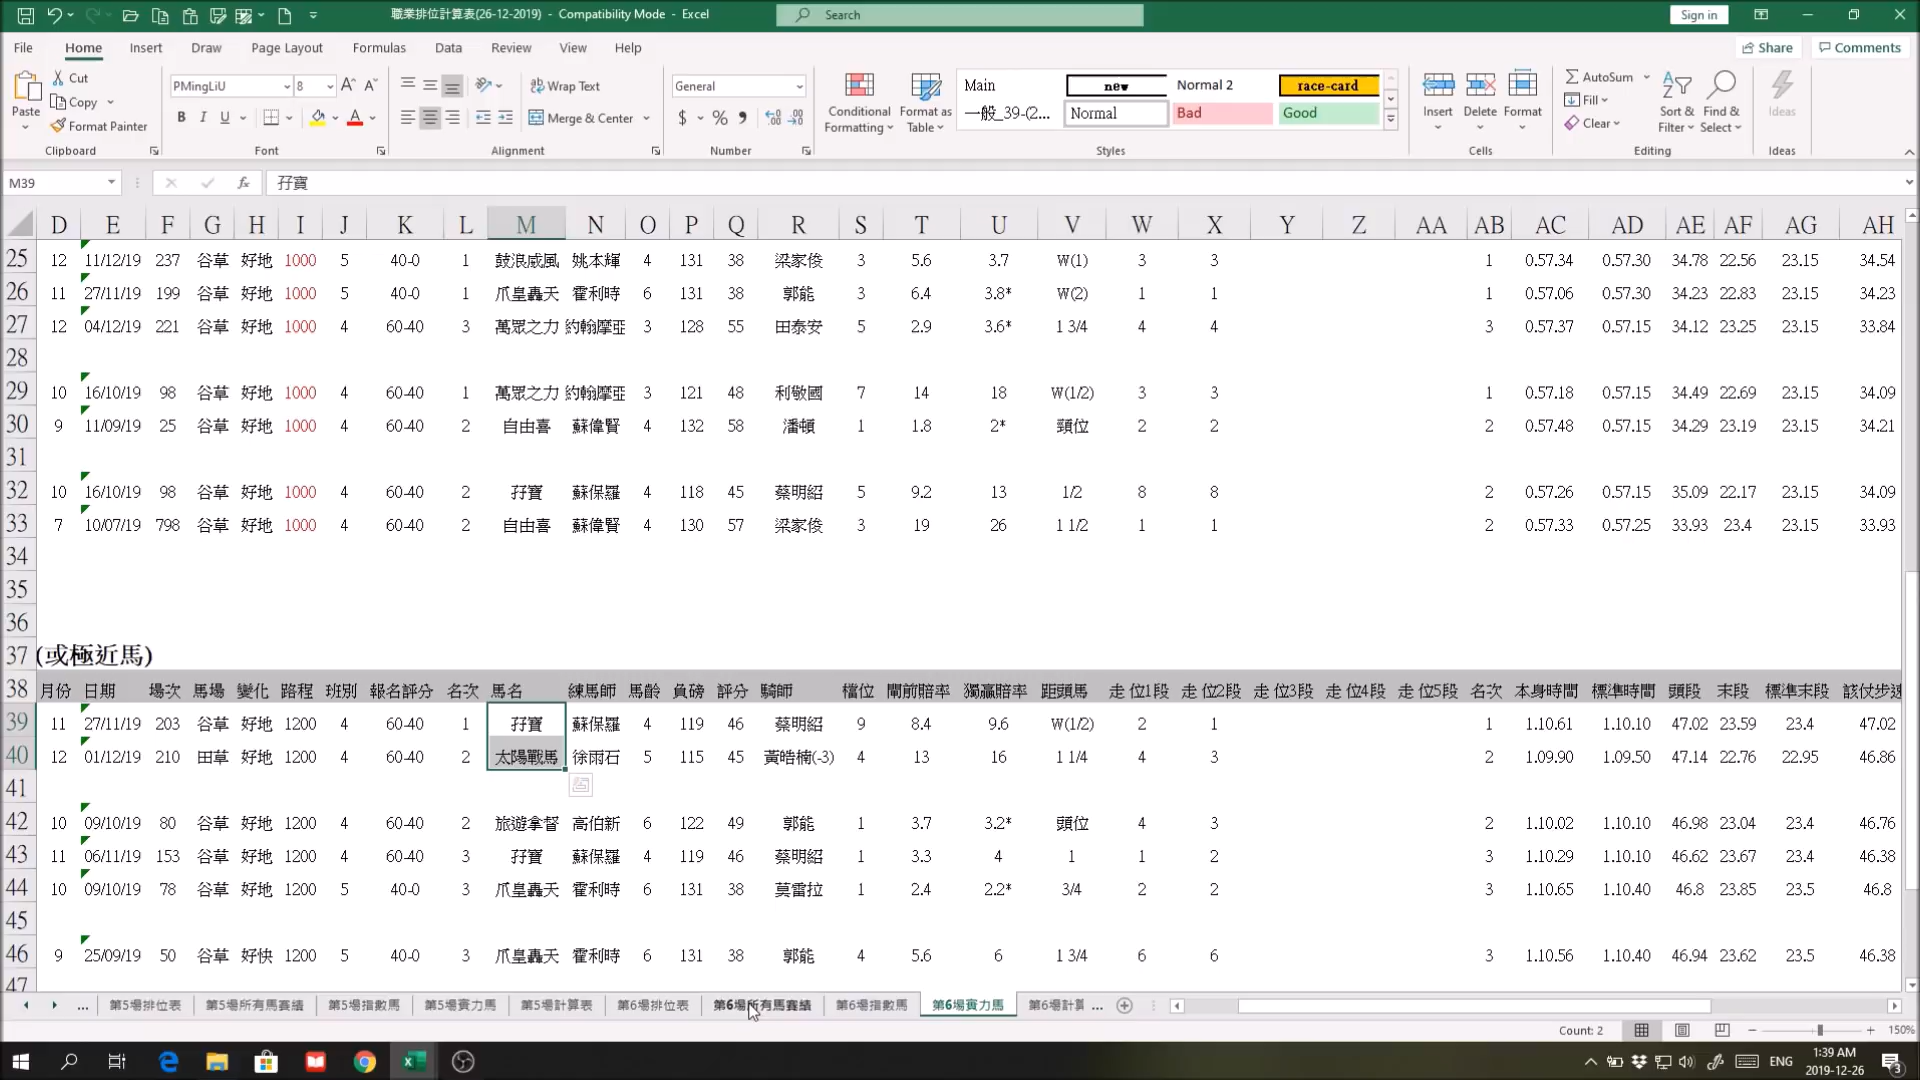 職業排位計算表(26-12-2019) - Compatibility Mode - Excel
Search
Sign in
File Home Insert Draw Page Layout Formulas Data Review View Help
Share Comments
Paste Cut Copy Format Painter
PMingLiU 8
Wrap Text Merge & Center
General
Conditional Formatting Format as Table
Main new Normal 2 race-card
一般_39-(2... Normal Bad Good
Insert Delete Format
AutoSum Fill Clear Sort & Filter Find & Select Ideas
Clipboard Font Alignment Number Styles Cells Editing Ideas
M39 fx 孖寶
D E F G H I J K L M N O P Q R S T U V W X Y Z AA AB AC AD AE AF AG AH
25 12 11/12/19 237 谷草 好地 1000 5 40-0 1 鼓浪威風 姚本輝 4 131 38 梁家俊 3 5.6 3.7 W(1) 3 3 1 0.57.34 0.57.30 34.78 22.56 23.15 34.54
26 11 27/11/19 199 谷草 好地 1000 5 40-0 1 爪皇轟天 霍利時 6 131 38 郭能 3 6.4 3.8* W(2) 1 1 1 0.57.06 0.57.30 34.23 22.83 23.15 34.23
27 12 04/12/19 221 谷草 好地 1000 4 60-40 3 萬眾之力 約翰摩亞 3 128 55 田泰安 5 2.9 3.6* 1 3/4 4 4 3 0.57.37 0.57.15 34.12 23.25 23.15 33.84
28
29 10 16/10/19 98 谷草 好地 1000 4 60-40 1 萬眾之力 約翰摩亞 3 121 48 利敬國 7 14 18 W(1/2) 3 3 1 0.57.18 0.57.15 34.49 22.69 23.15 34.09
30 9 11/09/19 25 谷草 好地 1000 4 60-40 2 自由喜 蘇偉賢 4 132 58 潘頓 1 1.8 2* 頸位 2 2 2 0.57.48 0.57.15 34.29 23.19 23.15 34.21
31
32 10 16/10/19 98 谷草 好地 1000 4 60-40 2 孖寶 蘇保羅 4 118 45 蔡明紹 5 9.2 13 1/2 8 8 2 0.57.26 0.57.15 35.09 22.17 23.15 34.09
33 7 10/07/19 798 谷草 好地 1000 4 60-40 2 自由喜 蘇偉賢 4 130 57 梁家俊 3 19 26 1 1/2 1 1 2 0.57.33 0.57.25 33.93 23.4 23.15 33.93
34
35
36
37 (或極近馬)
38 月份 日期 場次 馬場 變化 路程 班別 報名評分 名次 馬名 練馬師 馬齡 負磅 評分 騎師 檔位 閘前賠率 獨贏賠率 距頭馬 走 位1段 走 位2段 走 位3段 走 位4段 走 位5段 名次 本身時間 標準時間 頭段 末段 標準末段 該仗步速
39 11 27/11/19 203 谷草 好地 1200 4 60-40 1 孖寶 蘇保羅 4 119 46 蔡明紹 9 8.4 9.6 W(1/2) 2 1 1 1.10.61 1.10.10 47.02 23.59 23.4 47.02
40 12 01/12/19 210 田草 好地 1200 4 60-40 2 太陽戰馬 徐雨石 5 115 45 黃皓楠(-3) 4 13 16 1 1/4 4 3 2 1.09.90 1.09.50 47.14 22.76 22.95 46.86
41
42 10 09/10/19 80 谷草 好地 1200 4 60-40 2 旅遊拿督 高伯新 6 122 49 郭能 1 3.7 3.2* 頭位 4 3 2 1.10.02 1.10.10 46.98 23.04 23.4 46.76
43 11 06/11/19 153 谷草 好地 1200 4 60-40 3 孖寶 蘇保羅 4 119 46 蔡明紹 1 3.3 4 1 1 2 3 1.10.29 1.10.10 46.62 23.67 23.4 46.38
44 10 09/10/19 78 谷草 好地 1200 5 40-0 3 爪皇轟天 霍利時 6 131 38 莫雷拉 1 2.4 2.2* 3/4 2 2 3 1.10.65 1.10.40 46.8 23.85 23.5 46.8
45
46 9 25/09/19 50 谷草 好快 1200 5 40-0 3 爪皇轟天 霍利時 6 131 38 郭能 4 5.6 6 1 3/4 6 6 3 1.10.56 1.10.40 46.94 23.62 23.5 46.38
47
... 第5場排位表 第5場所有馬賽績 第5場指數馬 第5場實力馬 第5場計算表 第6場排位表 第6場所有馬賽績 第6場指數馬 第6場實力馬 第6場計算 ...
Count: 2 150%
ENG 1:39 AM
2019-12-26 3